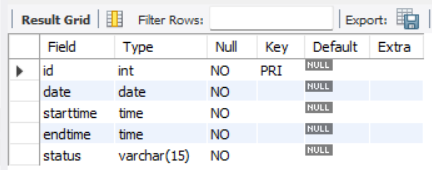 Result Grid Filter Rows: Export:
Field Type Null Key Default Extra
id int NO PRI NULL
date date NO NULL
starttime time NO NULL
endtime time NO NULL
status varchar(15) NO NULL